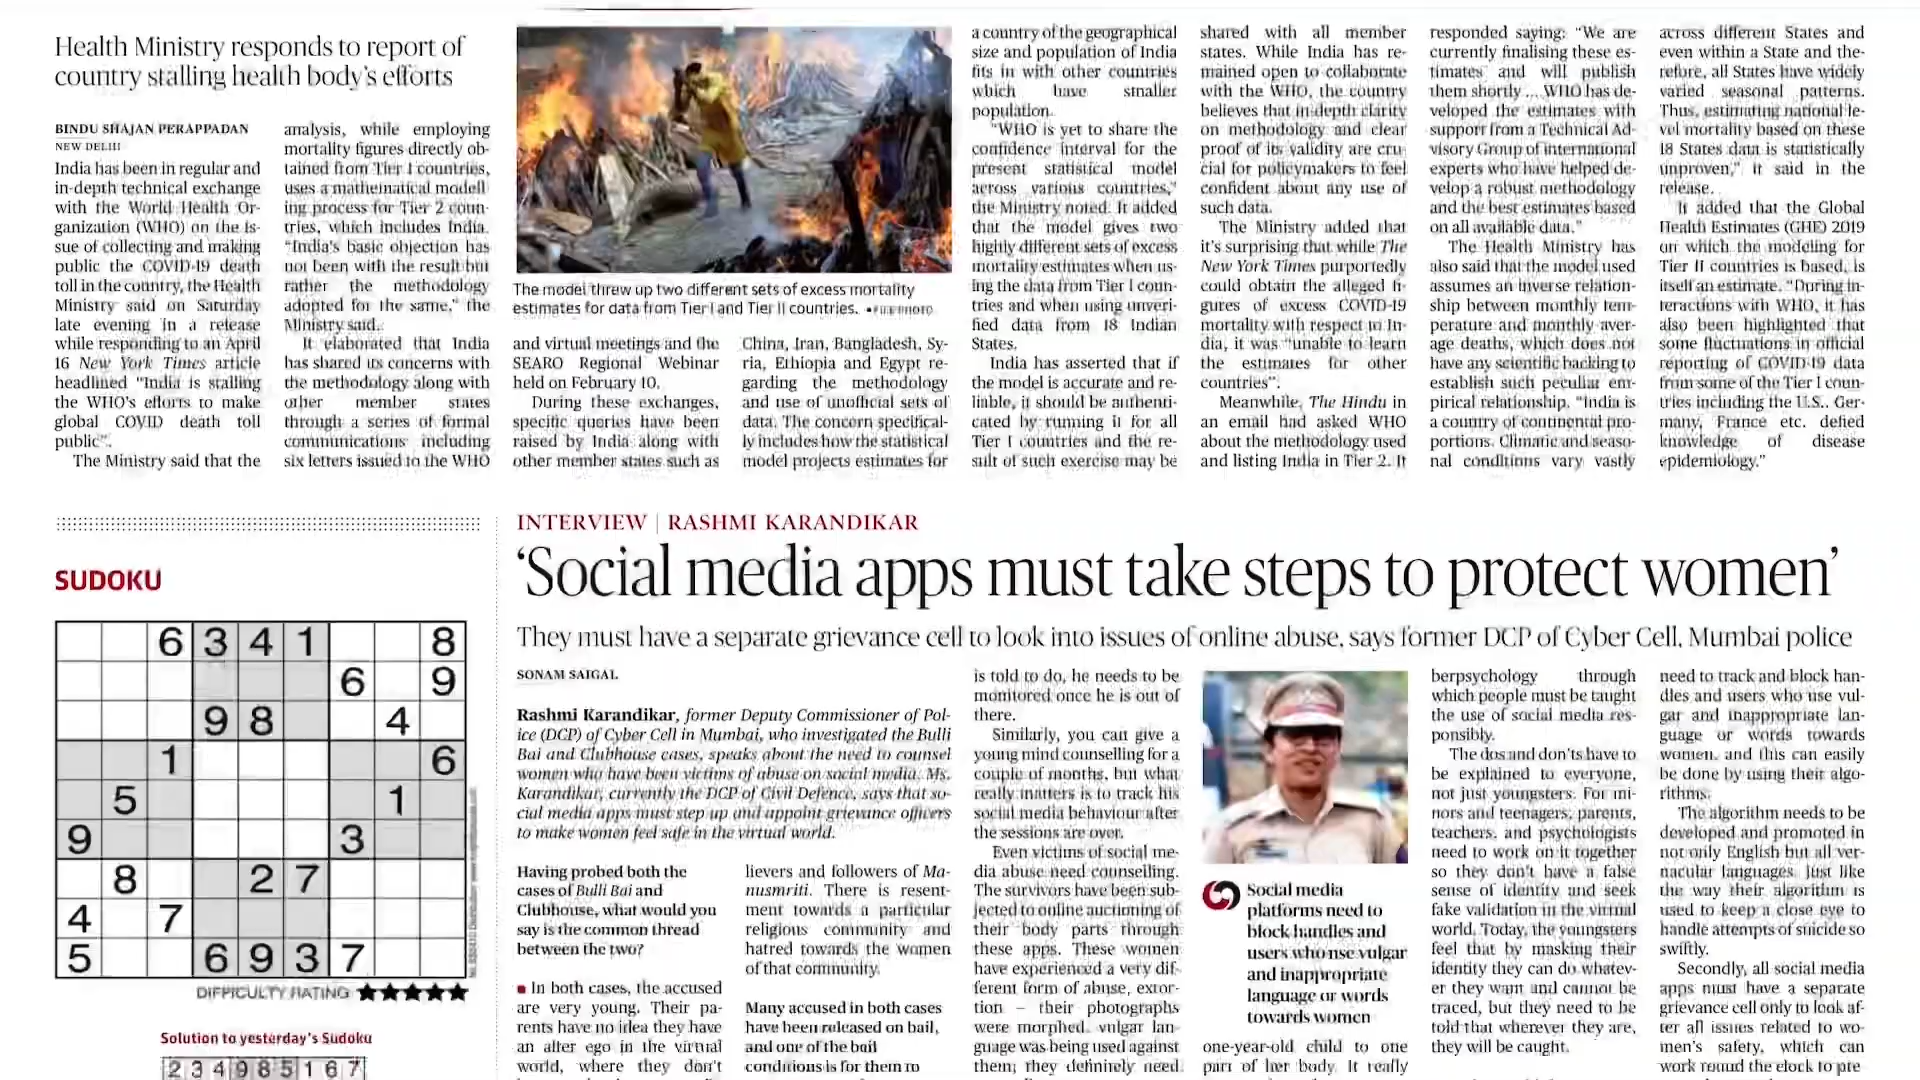 Health Ministry responds to report of
country stalling health body's efforts
BINDU SHAJAN PERAPPADAN
NEW DELHI
India has been in regular and
in-depth technical exchange
with the World Health Or-
ganization (WHO) on the is-
sue of collecting and making
public the COVID-19 death
toll in the country, the Health
Ministry said on Saturday
late evening in a release
while responding to an April
16 New York Times article
headlined "India is stalling
the WHO's efforts to make
global COVID death toll
public".
The Ministry said that the
analysis, while employing
mortality figures directly ob-
tained from Tier I countries,
uses a mathematical modell
ing process for Tier 2 coun-
tries, which includes India.
"India's basic objection has
not been with the result but
rather the methodology
adopted for the same," the
Ministry said.
It elaborated that India
has shared its concerns with
the methodology along with
other member states
through a series of formal
communications including
six letters issued to the WHO
The model threw up two different sets of excess mortality
estimates for data from Tier I and Tier II countries. •FILE PHOTO
and virtual meetings and the
SEARO Regional Webinar
held on February 10.
During these exchanges,
specific queries have been
raised by India along with
other member states such as
China, Iran, Bangladesh, Sy-
ria, Ethiopia and Egypt re-
garding the methodology
and use of unofficial sets of
data. The concern specifical-
ly includes how the statistical
model projects estimates for
a country of the geographical
size and population of India
fits in with other countries
which have smaller
population.
"WHO is yet to share the
confidence interval for the
present statistical model
across various countries,"
the Ministry noted. It added
that the model gives two
highly different sets of excess
mortality estimates when us-
ing the data from Tier I coun-
tries and when using unveri-
fied data from 18 Indian
States.
India has asserted that if
the model is accurate and re-
liable, it should be authenti-
cated by running it for all
Tier I countries and the re-
sult of such exercise may be
shared with all member
states. While India has re-
mained open to collaborate
with the WHO, the country
believes that in-depth clarity
on methodology and clear
proof of its validity are cru-
cial for policymakers to feel
confident about any use of
such data.
The Ministry added that
it's surprising that while The
New York Times purportedly
could obtain the alleged fi-
gures of excess COVID-19
mortality with respect to In-
dia, it was "unable to learn
the estimates for other
countries".
Meanwhile, The Hindu in
an email had asked WHO
about the methodology used
and listing India in Tier 2. It
responded saying: "We are
currently finalising these es-
timates and will publish
them shortly ... WHO has de-
veloped the estimates with
support from a Technical Ad-
visory Group of international
experts who have helped de-
velop a robust methodology
and the best estimates based
on all available data."
The Health Ministry has
also said that the model used
assumes an inverse relation-
ship between monthly tem-
perature and monthly aver-
age deaths, which does not
have any scientific backing to
establish such peculiar em-
pirical relationship. "India is
a country of continental pro-
portions. Climatic and seaso-
nal conditions vary vastly
across different States and
even within a State and the-
refore, all States have widely
varied seasonal patterns.
Thus, estimating national le-
vel mortality based on these
18 States data is statistically
unproven," it said in the
release.
It added that the Global
Health Estimates (GHE) 2019
on which the modeling for
Tier II countries is based, is
itself an estimate. "During in-
teractions with WHO, it has
also been highlighted that
some fluctuations in official
reporting of COVID-19 data
from some of the Tier I coun-
tries including the U.S., Ger-
many, France etc. defied
knowledge of disease
epidemiology."
SUDOKU
6 3 4 1 8
6 9
9 8 4
1 6
5 1
9 3
8 2 7
4 7
5 6 9 3 7
DIFFICULTY RATING ★★★★★
Solution to yesterday's Sudoku
2 3 4 9 8 5 1 6 7
INTERVIEW | RASHMI KARANDIKAR
'Social media apps must take steps to protect women'
They must have a separate grievance cell to look into issues of online abuse, says former DCP of Cyber Cell, Mumbai police
SONAM SAIGAL
Rashmi Karandikar, former Deputy Commissioner of Pol-
ice (DCP) of Cyber Cell in Mumbai, who investigated the Bulli
Bai and Clubhouse cases, speaks about the need to counsel
women who have been victims of abuse on social media. Ms.
Karandikar, currently the DCP of Civil Defence, says that so-
cial media apps must step up and appoint grievance officers
to make women feel safe in the virtual world.
Having probed both the
cases of Bulli Bai and
Clubhouse, what would you
say is the common thread
between the two?
■ In both cases, the accused
are very young. Their pa-
rents have no idea they have
an alter ego in the virtual
world, where they don't
lievers and followers of Ma-
nusmriti. There is resent-
ment towards a particular
religious community and
hatred towards the women
of that community.
Many accused in both cases
have been released on bail,
and one of the bail
conditions is for them to
is told to do, he needs to be
monitored once he is out of
there.
Similarly, you can give a
young mind counselling for a
couple of months, but what
really matters is to track his
social media behaviour after
the sessions are over.
Even victims of social me-
dia abuse need counselling.
The survivors have been sub-
jected to online auctioning of
their body parts through
these apps. These women
have experienced a very dif-
ferent form of abuse, extor-
tion – their photographs
were morphed, vulgar lan-
guage was being used against
them; they definitely need
Social media
platforms need to
block handles and
users who use vulgar
and inappropriate
language or words
towards women
one-year-old child to one
part of her body. It really
berpsychology through
which people must be taught
the use of social media res-
ponsibly.
The dos and don'ts have to
be explained to everyone,
not just youngsters. For mi-
nors and teenagers, parents,
teachers, and psychologists
need to work on it together
so they don't have a false
sense of identity and seek
fake validation in the virtual
world. Today, the youngsters
feel that by masking their
identity they can do whatev-
er they want and cannot be
traced, but they need to be
told that wherever they are,
they will be caught.
need to track and block han-
dles and users who use vul-
gar and inappropriate lan-
guage or words towards
women, and this can easily
be done by using their algo-
rithms.
The algorithm needs to be
developed and promoted in
not only English but all ver-
nacular languages. Just like
the way their algorithm is
used to keep a close eye to
handle attempts of suicide so
swiftly.
Secondly, all social media
apps must have a separate
grievance cell only to look af-
ter all issues related to wo-
men's safety, which can
work round the clock to pre-